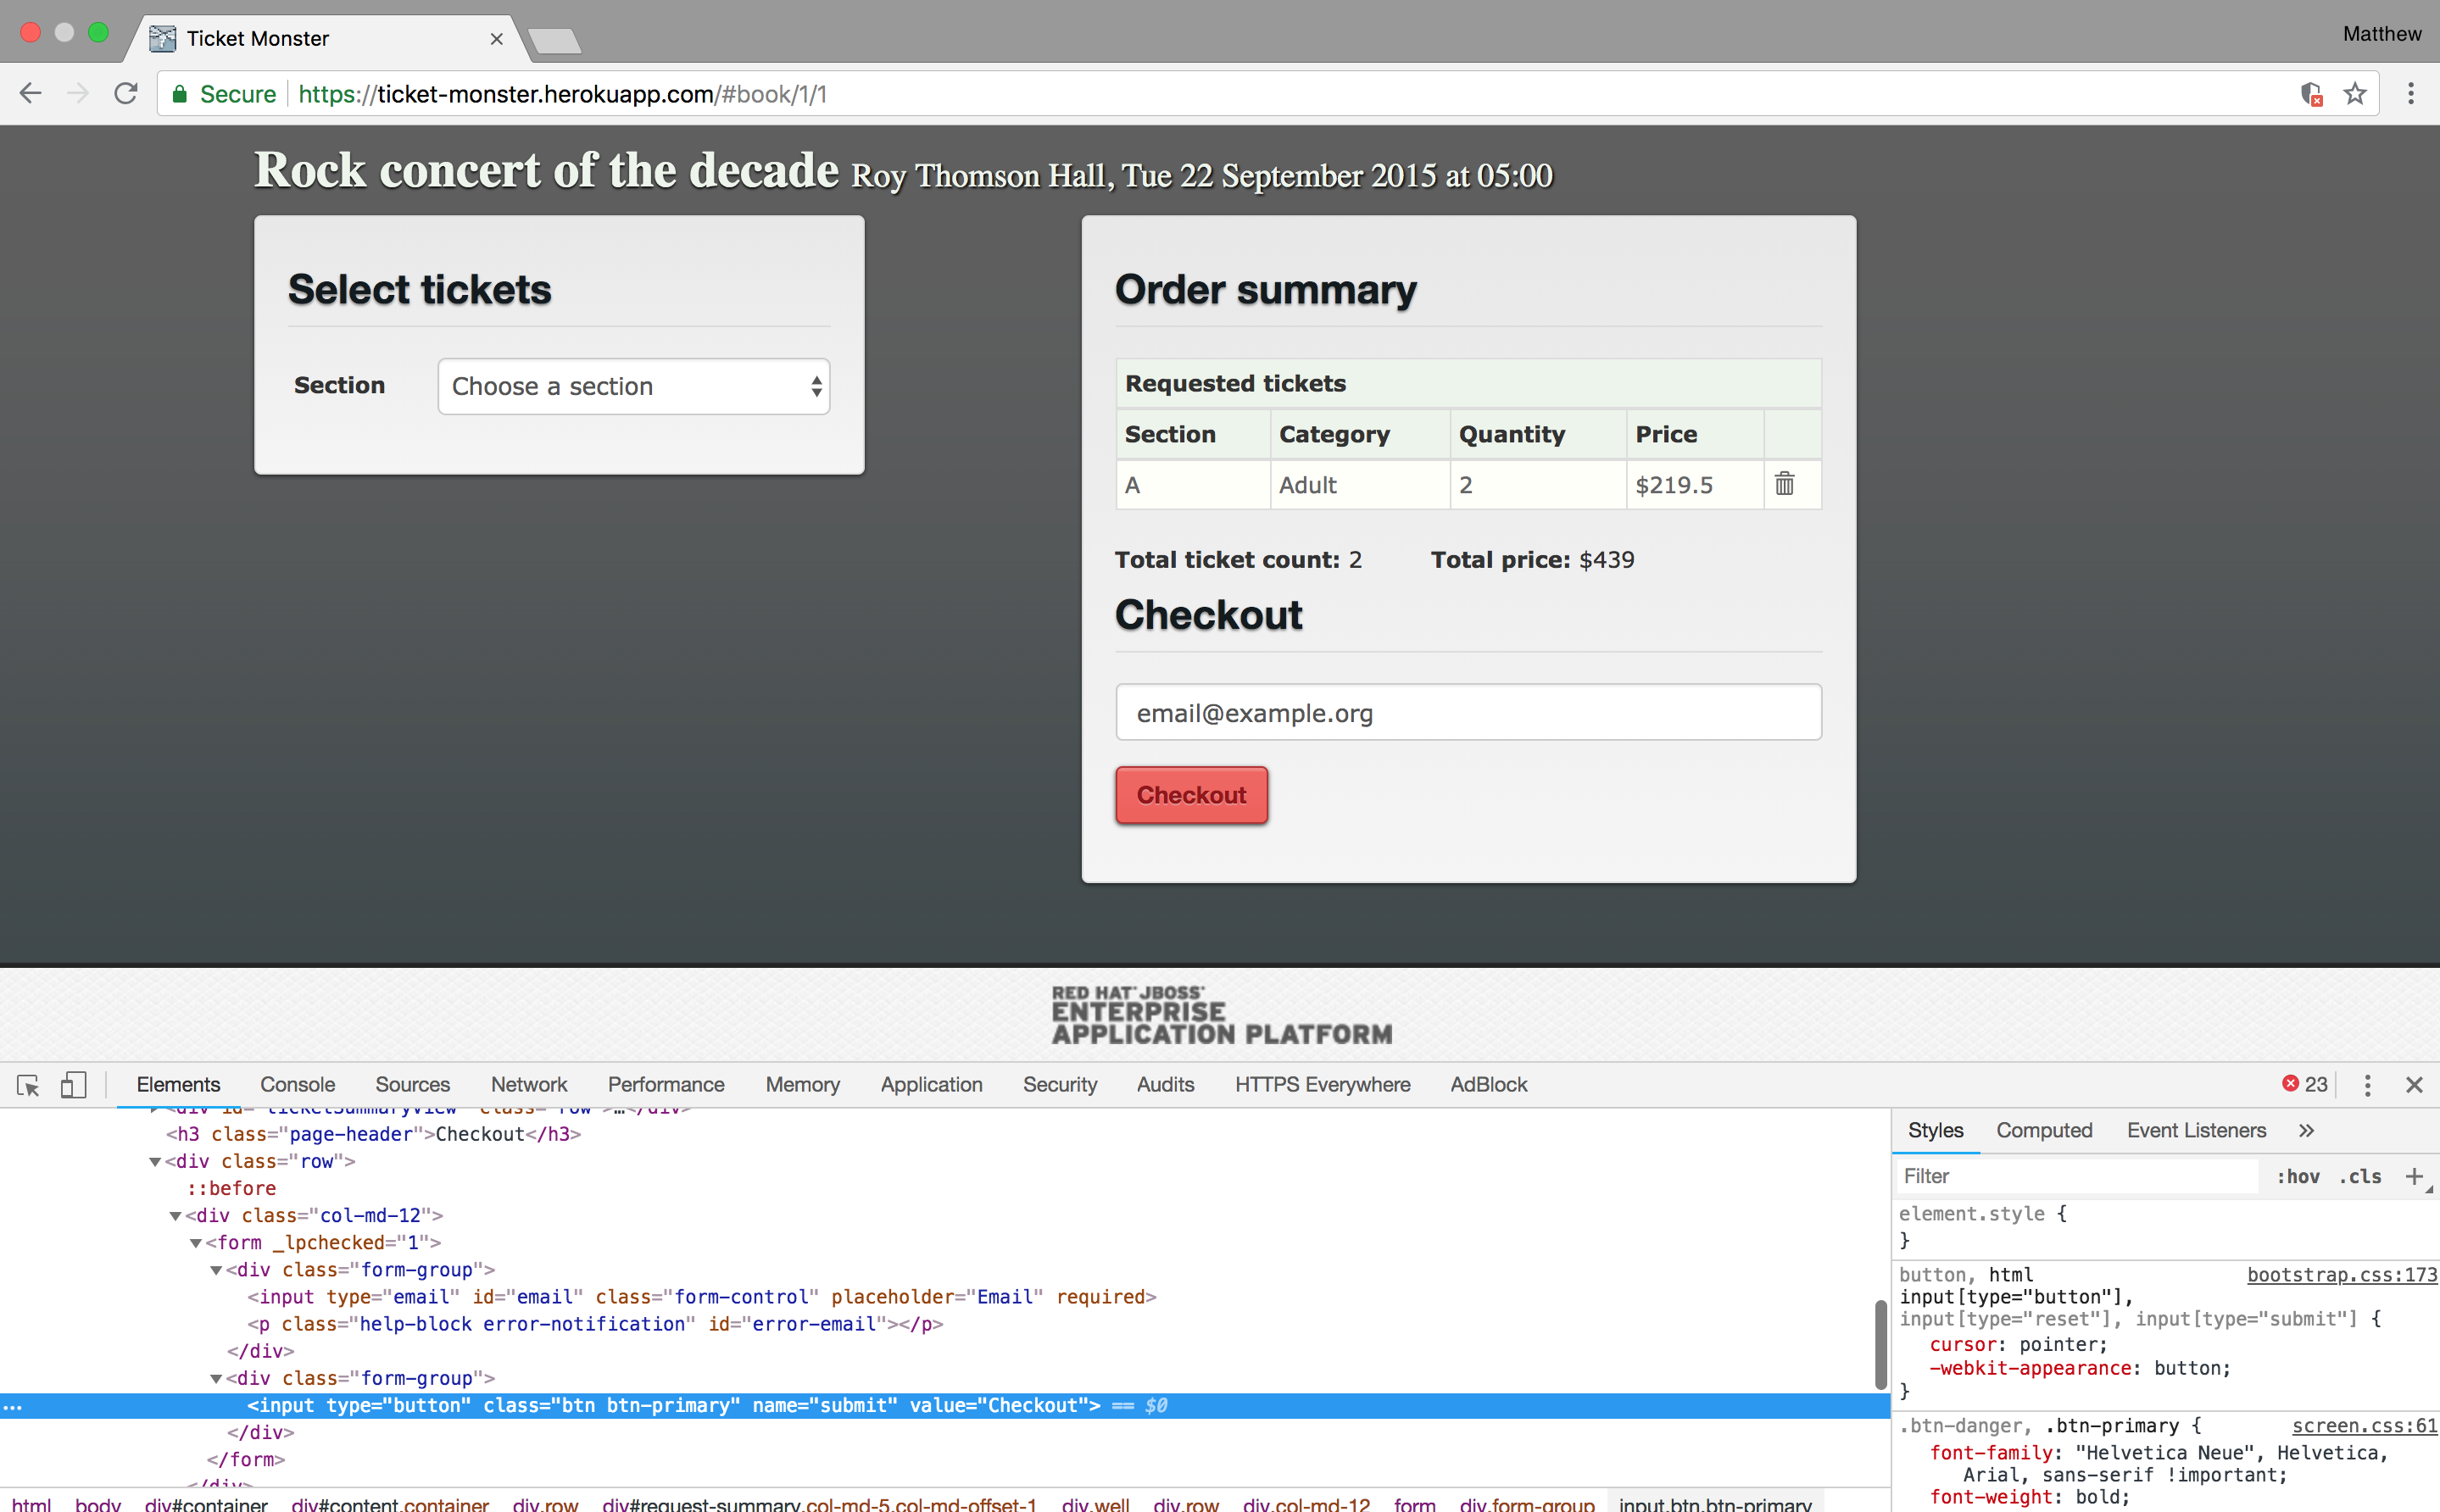 Ticket Monster
Matthew
Secure https://ticket-monster.herokuapp.com/#book/1/1
Rock concert of the decade Roy Thomson Hall, Tue 22 September 2015 at 05:00
Select tickets
Section Choose a section
Order summary
Requested tickets
Section Category Quantity Price
A Adult 2 $219.5
Total ticket count: 2 Total price: $439
Checkout
email@example.org
Checkout
RED HAT JBOSS
ENTERPRISE
APPLICATION PLATFORM
Elements Console Sources Network Performance Memory Application Security Audits HTTPS Everywhere AdBlock 23
<div id="ticketSummaryView" class="row">…</div>
<h3 class="page-header">Checkout</h3>
<div class="row">
::before
<div class="col-md-12">
<form _lpchecked="1">
<div class="form-group">
<input type="email" id="email" class="form-control" placeholder="Email" required>
<p class="help-block error-notification" id="error-email"></p>
</div>
<div class="form-group">
… <input type="button" class="btn btn-primary" name="submit" value="Checkout"> == $0
</div>
</form>
</div>
html body div#container div#content.container div.row div#request-summary.col-md-5.col-md-offset-1 div.well div.row div.col-md-12 form div.form-group input.btn.btn-primary
Styles Computed Event Listeners »
Filter :hov .cls +
element.style {
}
button, html bootstrap.css:173
input[type="button"],
input[type="reset"], input[type="submit"] {
cursor: pointer;
-webkit-appearance: button;
}
.btn-danger, .btn-primary { screen.css:61
font-family: "Helvetica Neue", Helvetica,
Arial, sans-serif !important;
font-weight: bold;